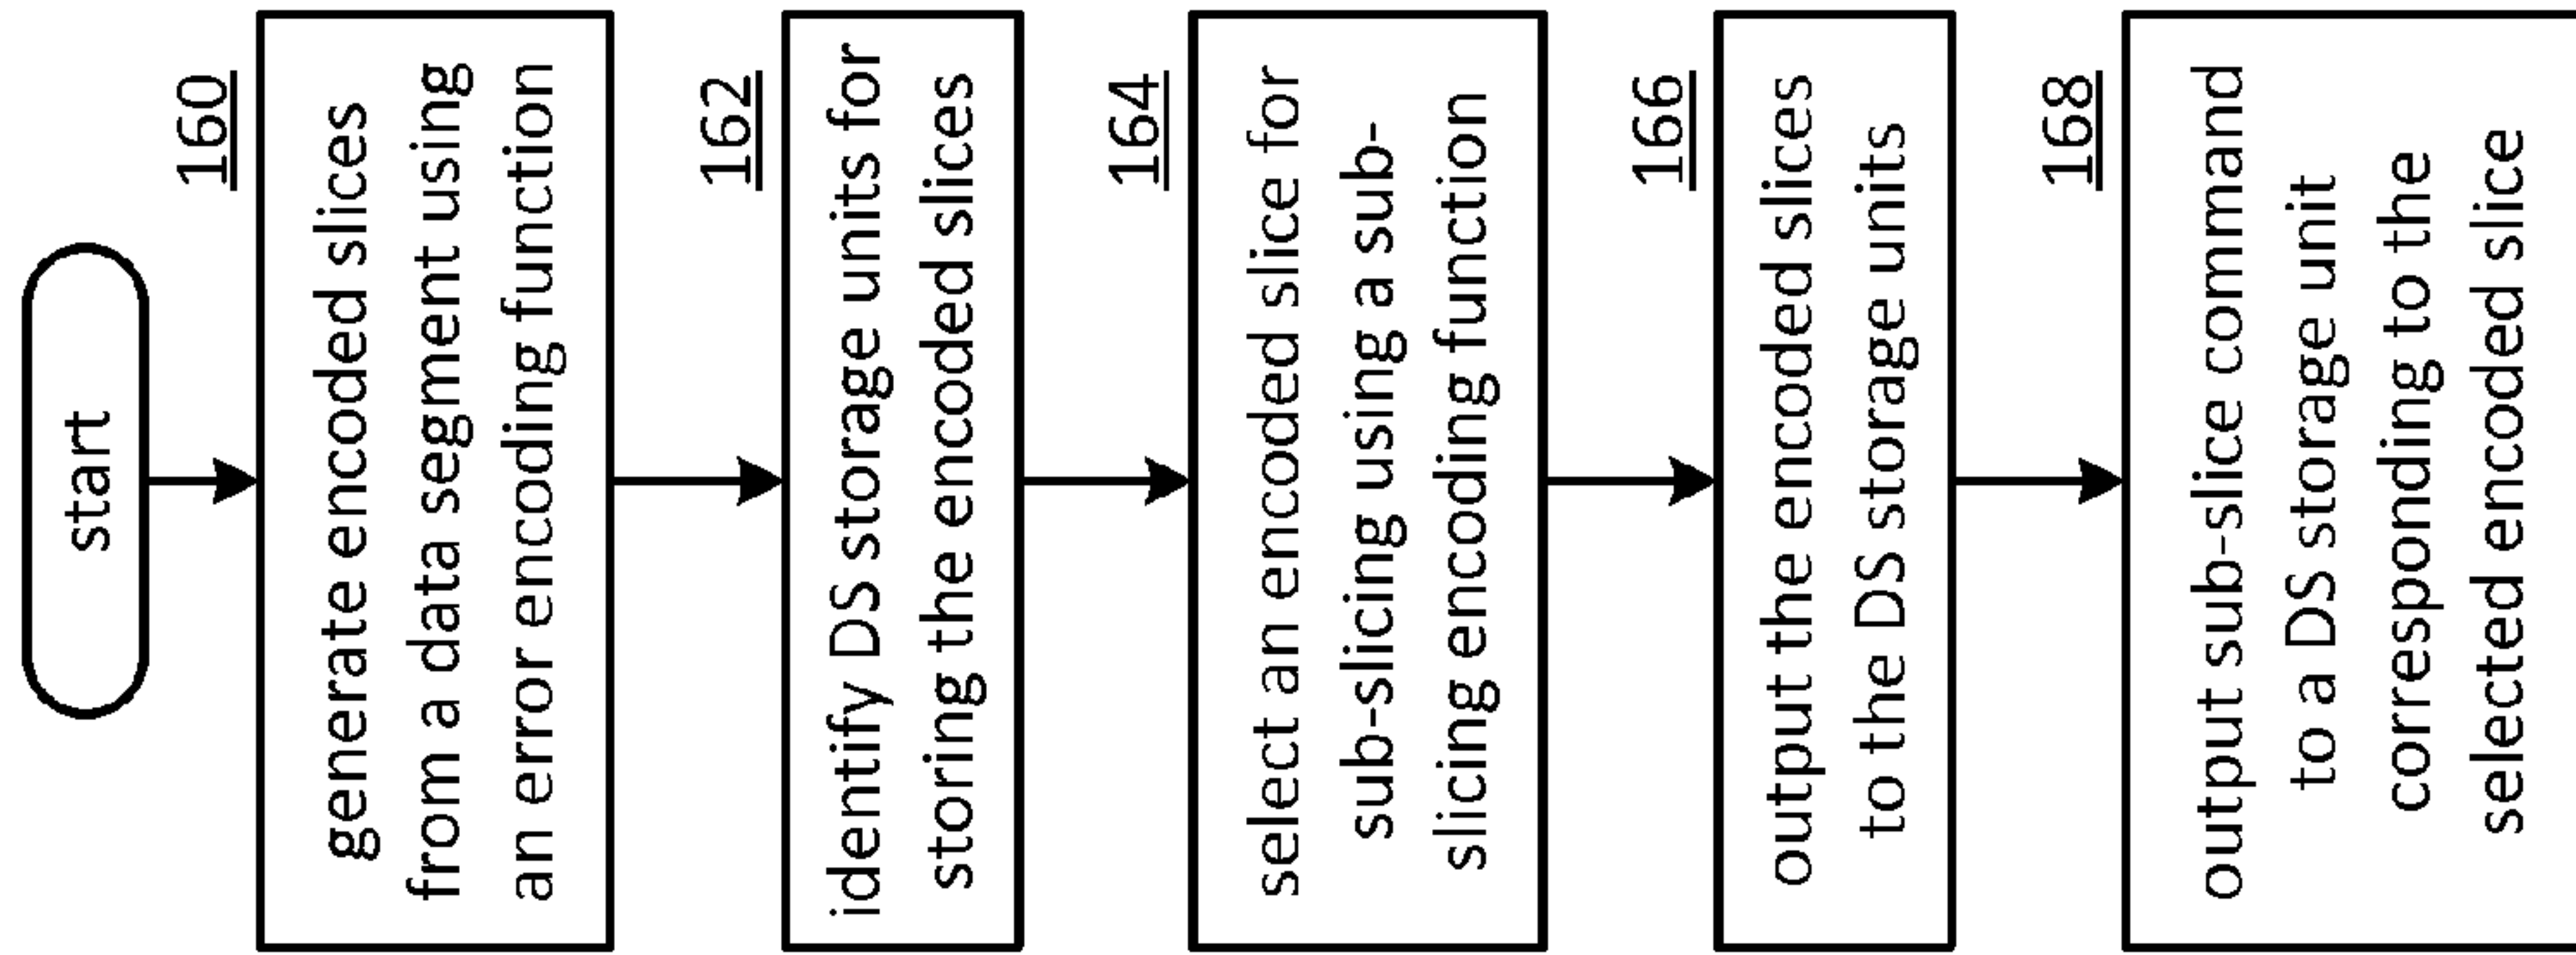 start
160
generate encoded slices
from a data segment using
an error encoding function
162
identify DS storage units for
storing the encoded slices
164
select an encoded slice for
sub-slicing using a sub-
slicing encoding function
166
output the encoded slices
to the DS storage units
168
output sub-slice command
to a DS storage unit
corresponding to the
selected encoded slice